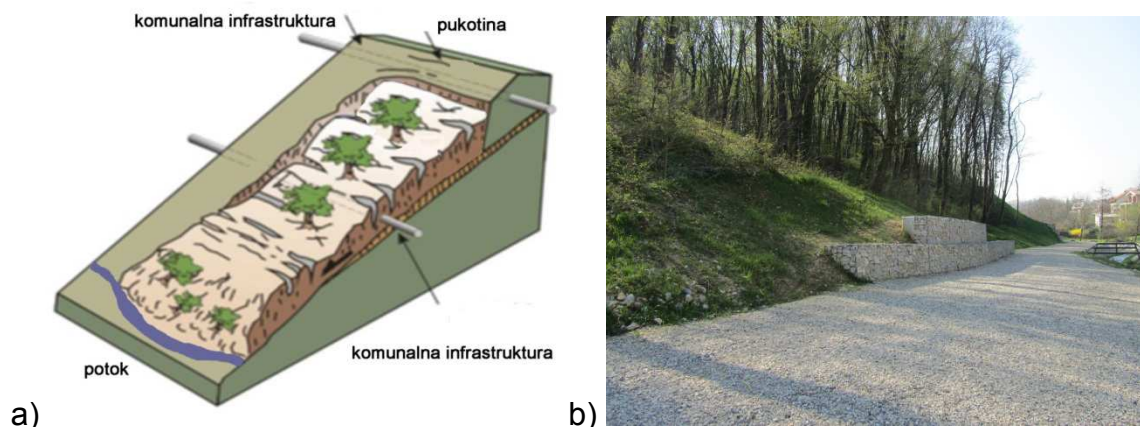 komunalna infrastruktura
pukotina
komunalna infrastruktura
potok
a)
b)